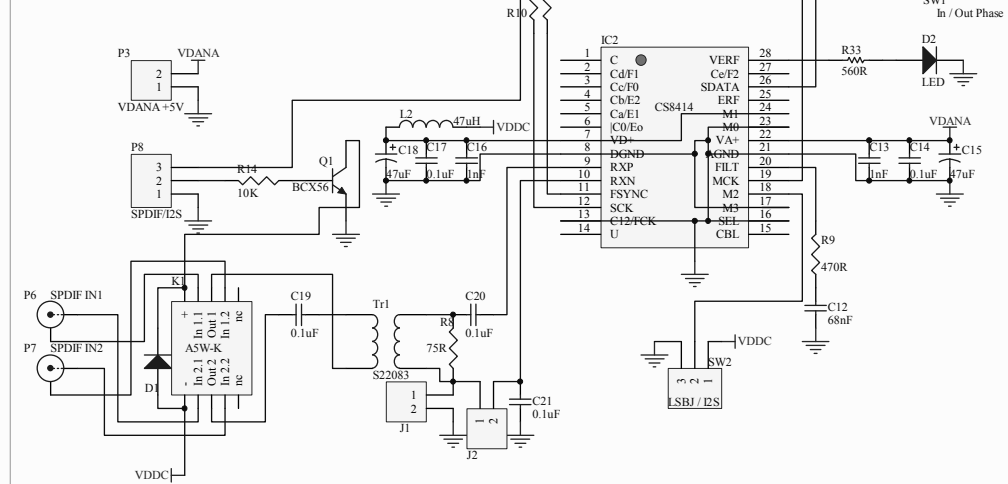 SW1
In / Out Phase
R10
P3
VDANA
2
1
VDANA +5V
IC2
CS8414
1 C
2 Cd/F1
3 Cc/F0
4 Cb/E2
5 Ca/E1
6 |C0/Eo
7 VD+
8 DGND
9 RXP
10 RXN
11 FSYNC
12 SCK
13 C12/FCK
14 U
VERF 28
Ce/F2 27
SDATA 26
ERF 25
M1 24
M0 23
VA+ 22
AGND 21
FILT 20
MCK 19
M2 18
M3 17
SEL 16
CBL 15
R33
560R
D2
LED
L2
47uH
VDDC
C18
47uF
C17
0.1uF
C16
1nF
VDANA
C13
1nF
C14
0.1uF
C15
47uF
P8
3
2
1
SPDIF/I2S
R14
10K
Q1
BCX56
R9
470R
C12
68nF
P6 SPDIF IN1
P7 SPDIF IN2
K1
+
In 1.1
Out 1
In 1.2
nc
A5W-K
-
In 2.1
Out 2
In 2.2
nc
D1
VDDC
C19
0.1uF
Tr1
S22083
C20
0.1uF
R8
75R
1
2
J1
1
2
J2
C21
0.1uF
VDDC
SW2
3
2
1
LSBJ / I2S